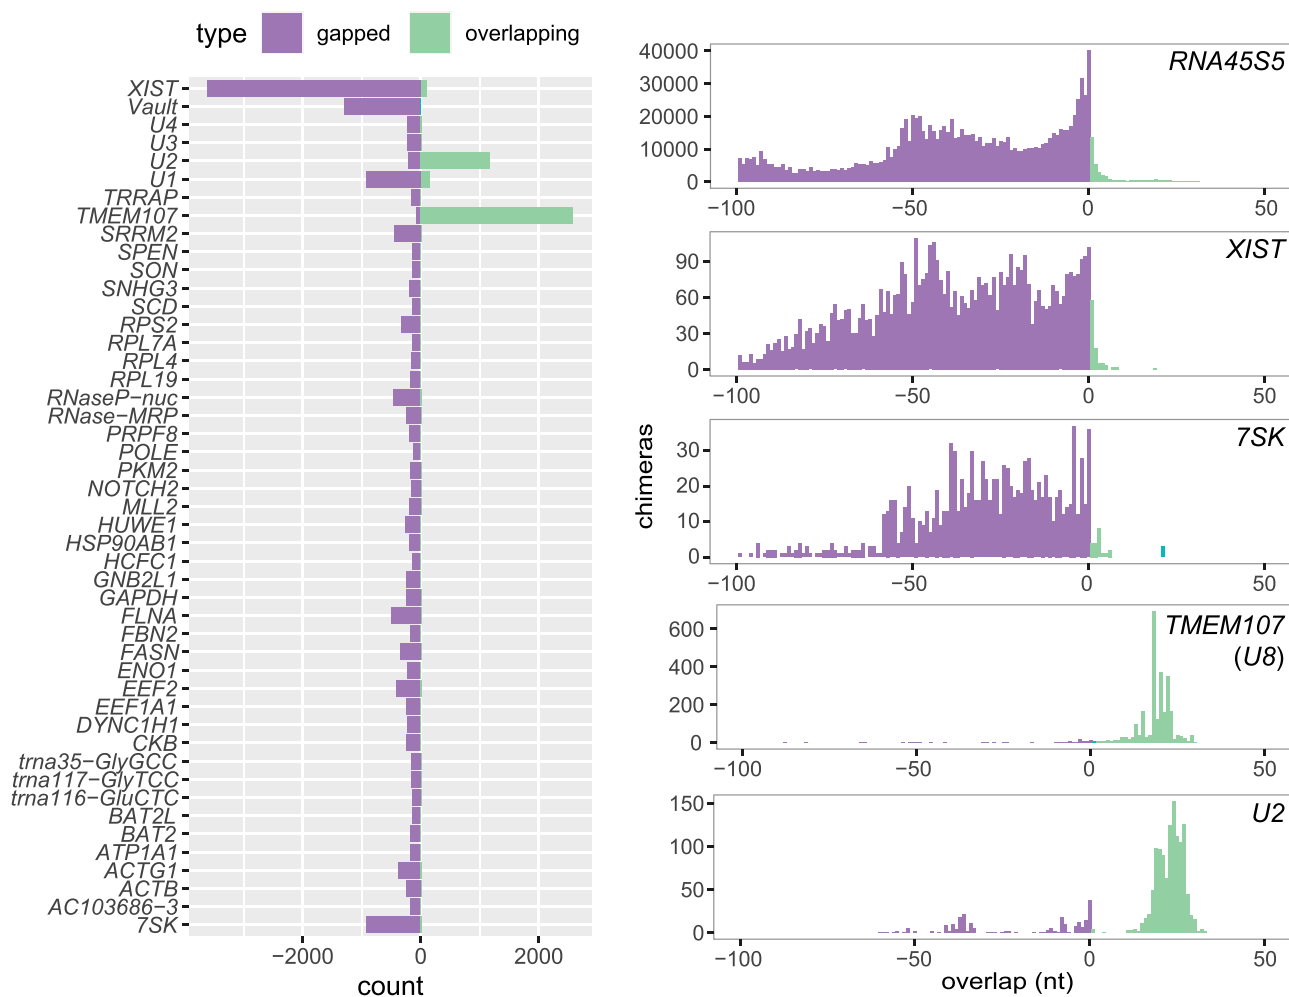 type gapped overlapping
XIST
Vault
U4
U3
U2
U1
TRRAP
TMEM107
SRRM2
SPEN
SON
SNHG3
SCD
RPS2
RPL7A
RPL4
RPL19
RNaseP−nuc
RNase−MRP
PRPF8
POLE
PKM2
NOTCH2
MLL2
HUWE1
HSP90AB1
HCFC1
GNB2L1
GAPDH
FLNA
FBN2
FASN
ENO1
EEF2
EEF1A1
DYNC1H1
CKB
trna35−GlyGCC
trna117−GlyTCC
trna116−GluCTC
BAT2L
BAT2
ATP1A1
ACTG1
ACTB
AC103686−3
7SK
−2000 0 2000
count
chimeras
RNA45S5
40000
30000
20000
10000
0
−100 −50 0 50
XIST
90
60
30
0
−100 −50 0 50
7SK
30
20
10
0
−100 −50 0 50
TMEM107
(U8)
600
400
200
0
−100 −50 0 50
U2
150
100
50
0
−100 −50 0 50
overlap (nt)